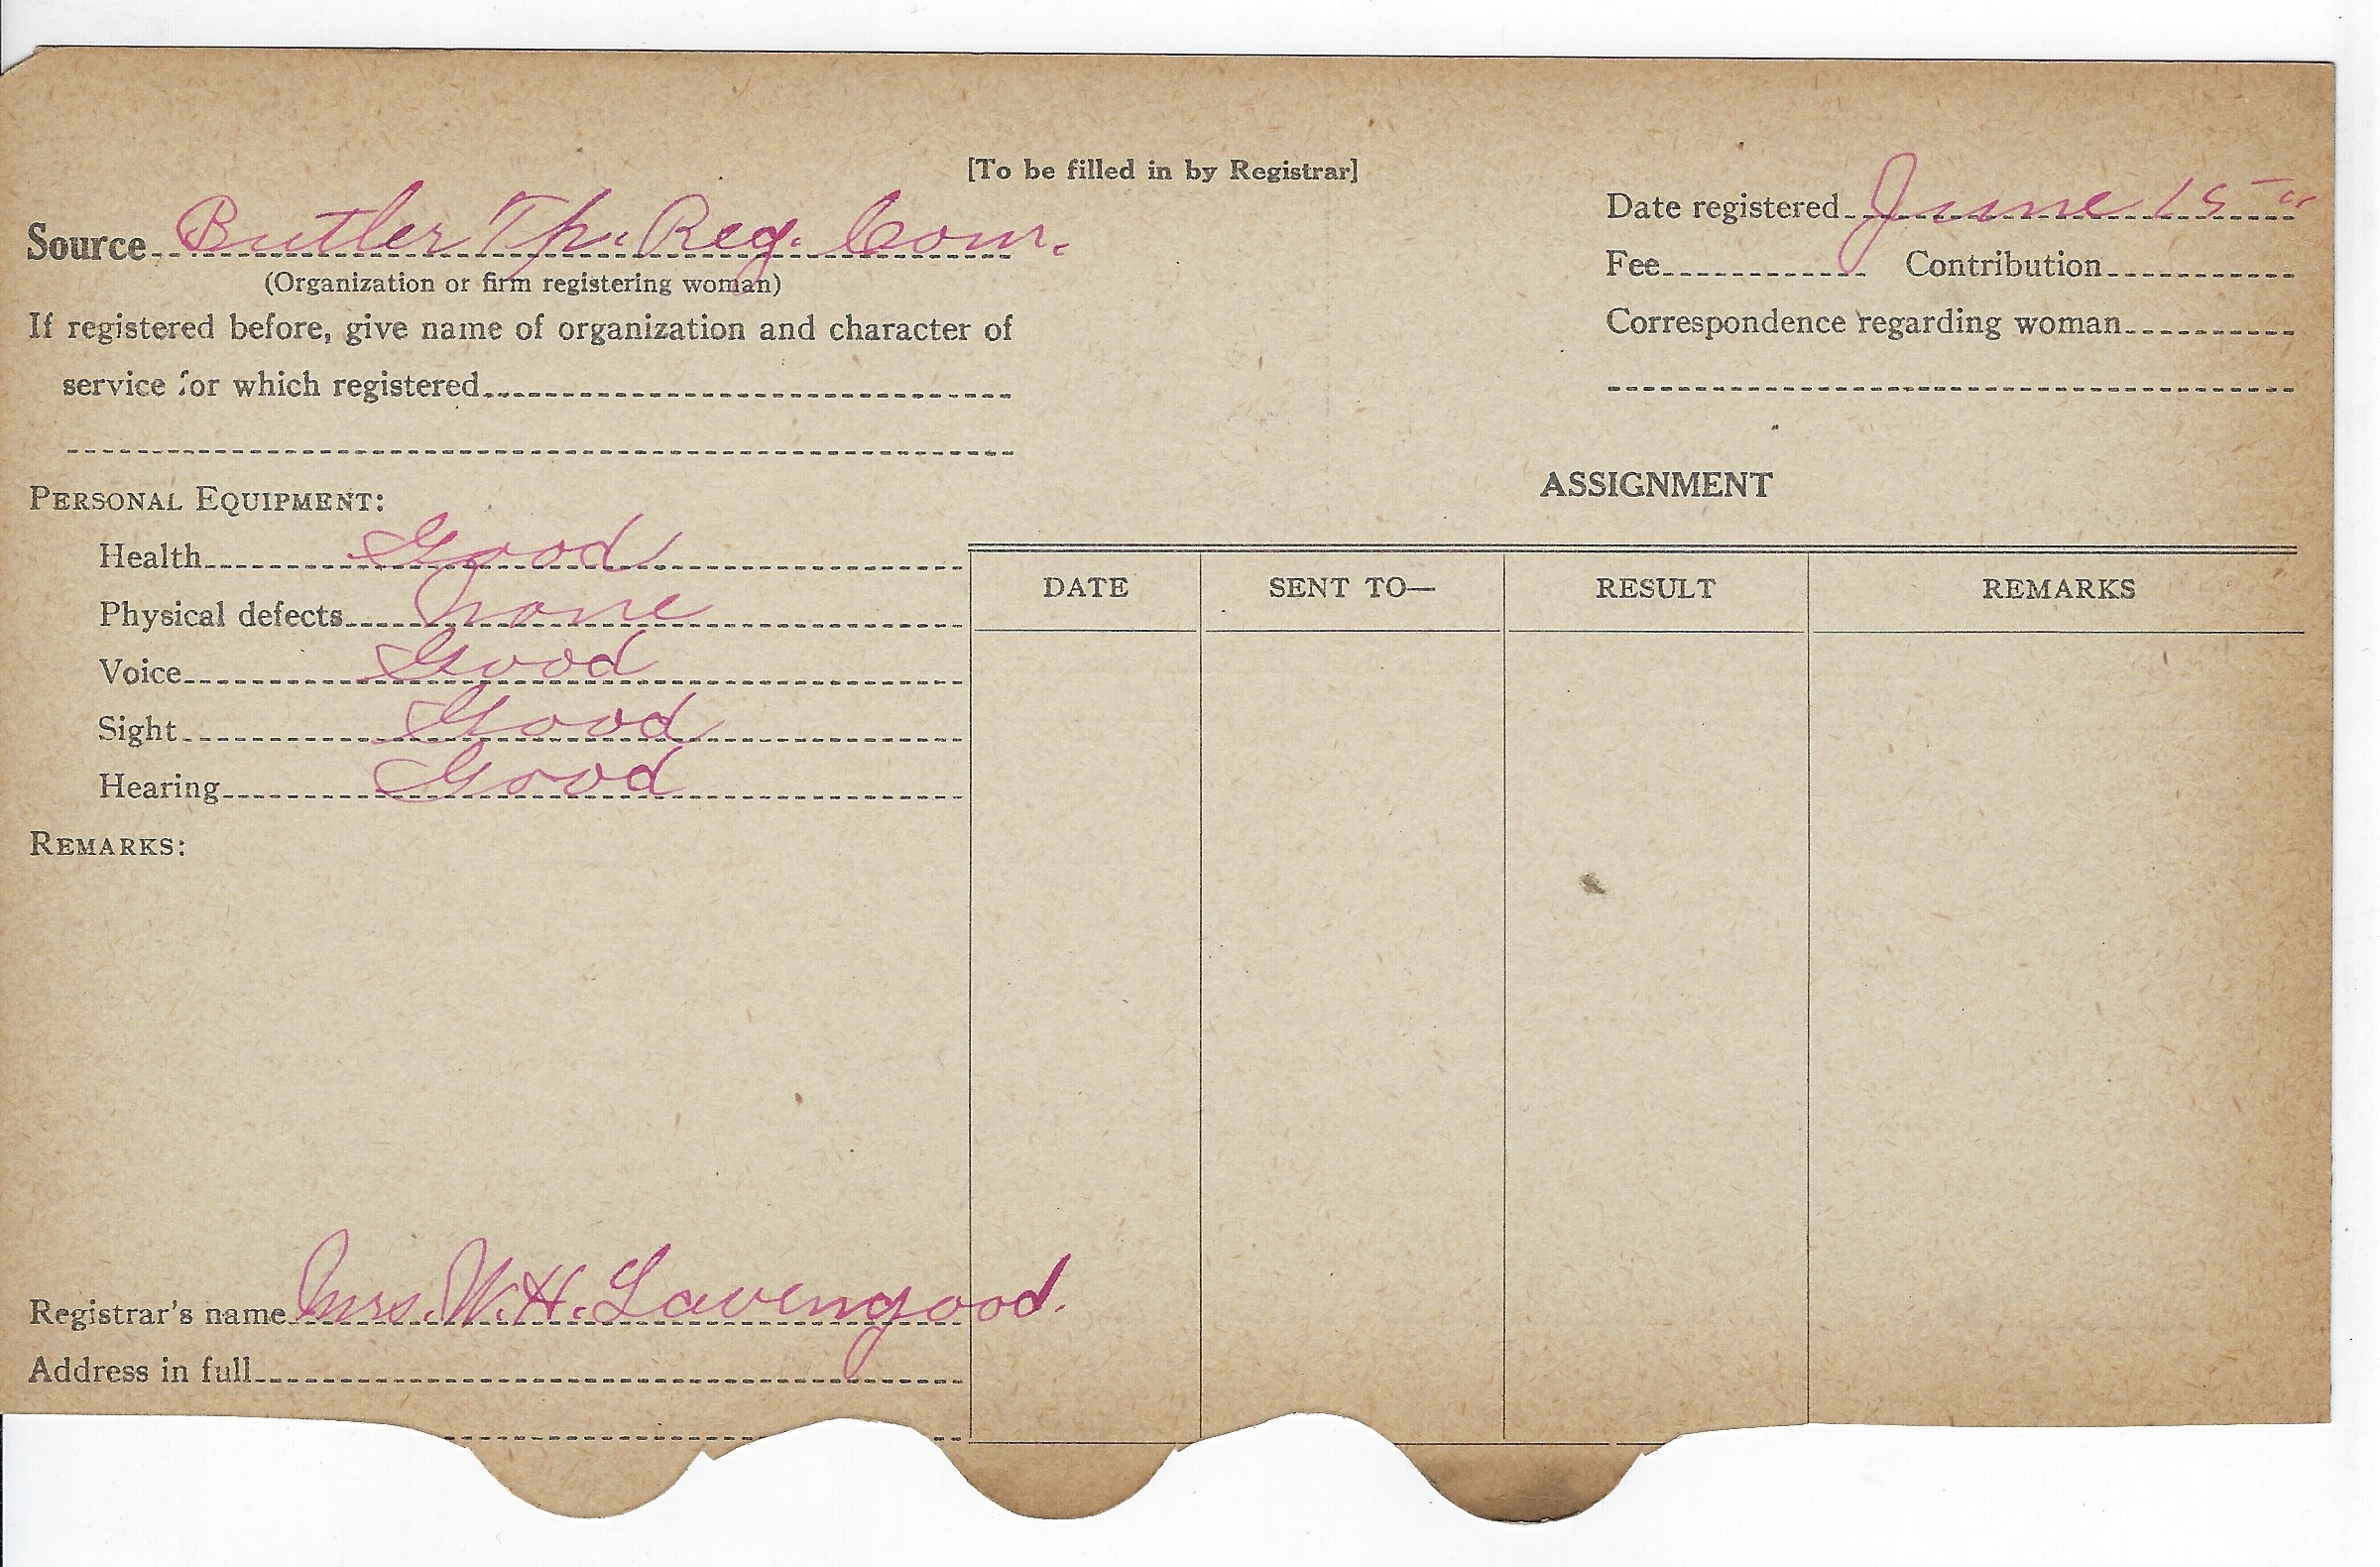 [To be filled in by Registrar]
Source Butler Tp. Reg. Com.
(Organization or firm registering woman)
If registered before, give name of organization and character of
service for which registered
Date registered June 15
Fee Contribution
Correspondence regarding woman
PERSONAL EQUIPMENT:
Health Good
Physical defects None
Voice Good
Sight Good
Hearing Good
REMARKS:
ASSIGNMENT
DATE SENT TO— RESULT REMARKS
Registrar's name Mrs. W. H. Lavengood.
Address in full